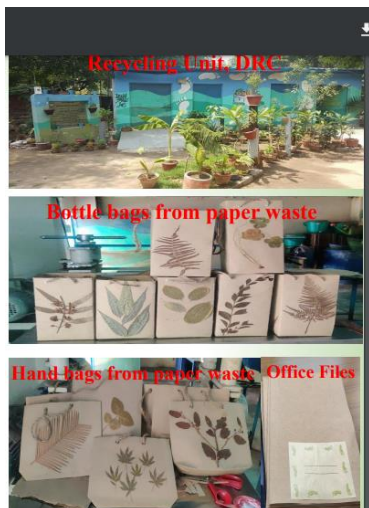 Recycling Unit, DRC
Bottle bags from paper waste
Hand bags from paper waste
Office Files